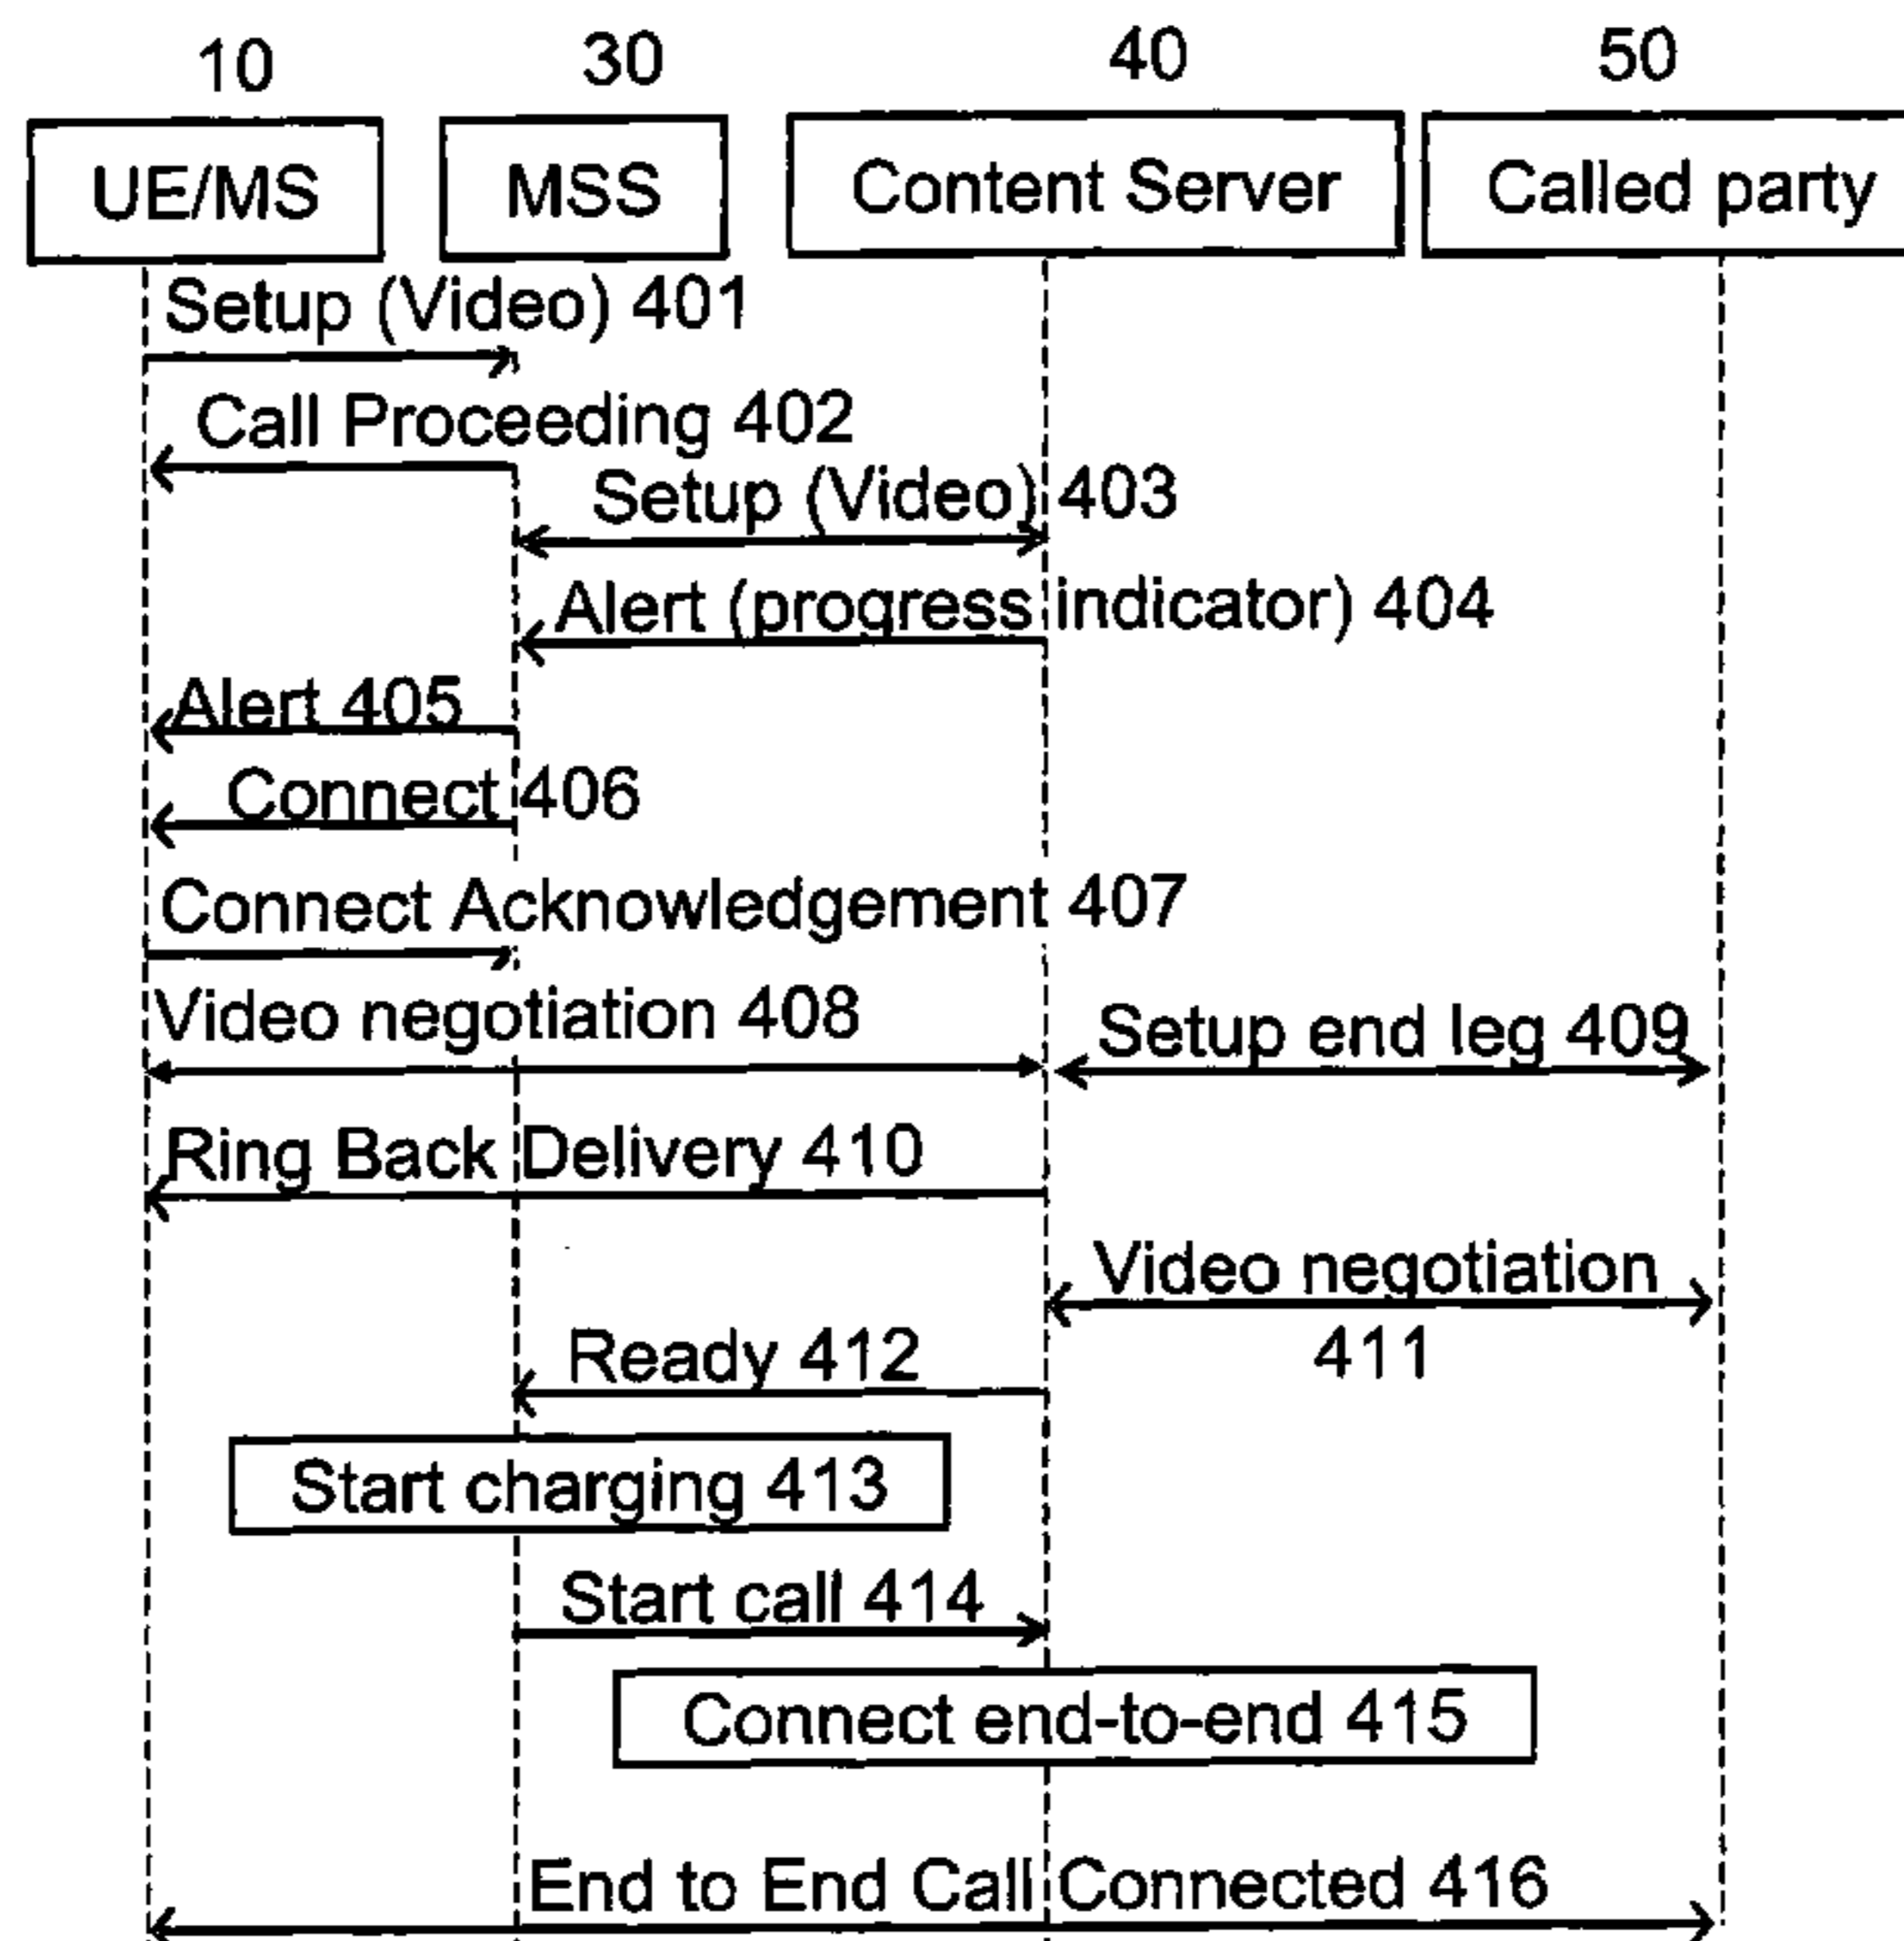 10 30 40 50
UE/MS MSS Content Server Called party
Setup (Video) 401
Call Proceeding 402
Setup (Video) 403
Alert (progress indicator) 404
Alert 405
Connect 406
Connect Acknowledgement 407
Video negotiation 408 Setup end leg 409
Ring Back Delivery 410
Video negotiation
411
Ready 412
Start charging 413
Start call 414
Connect end-to-end 415
End to End Call Connected 416